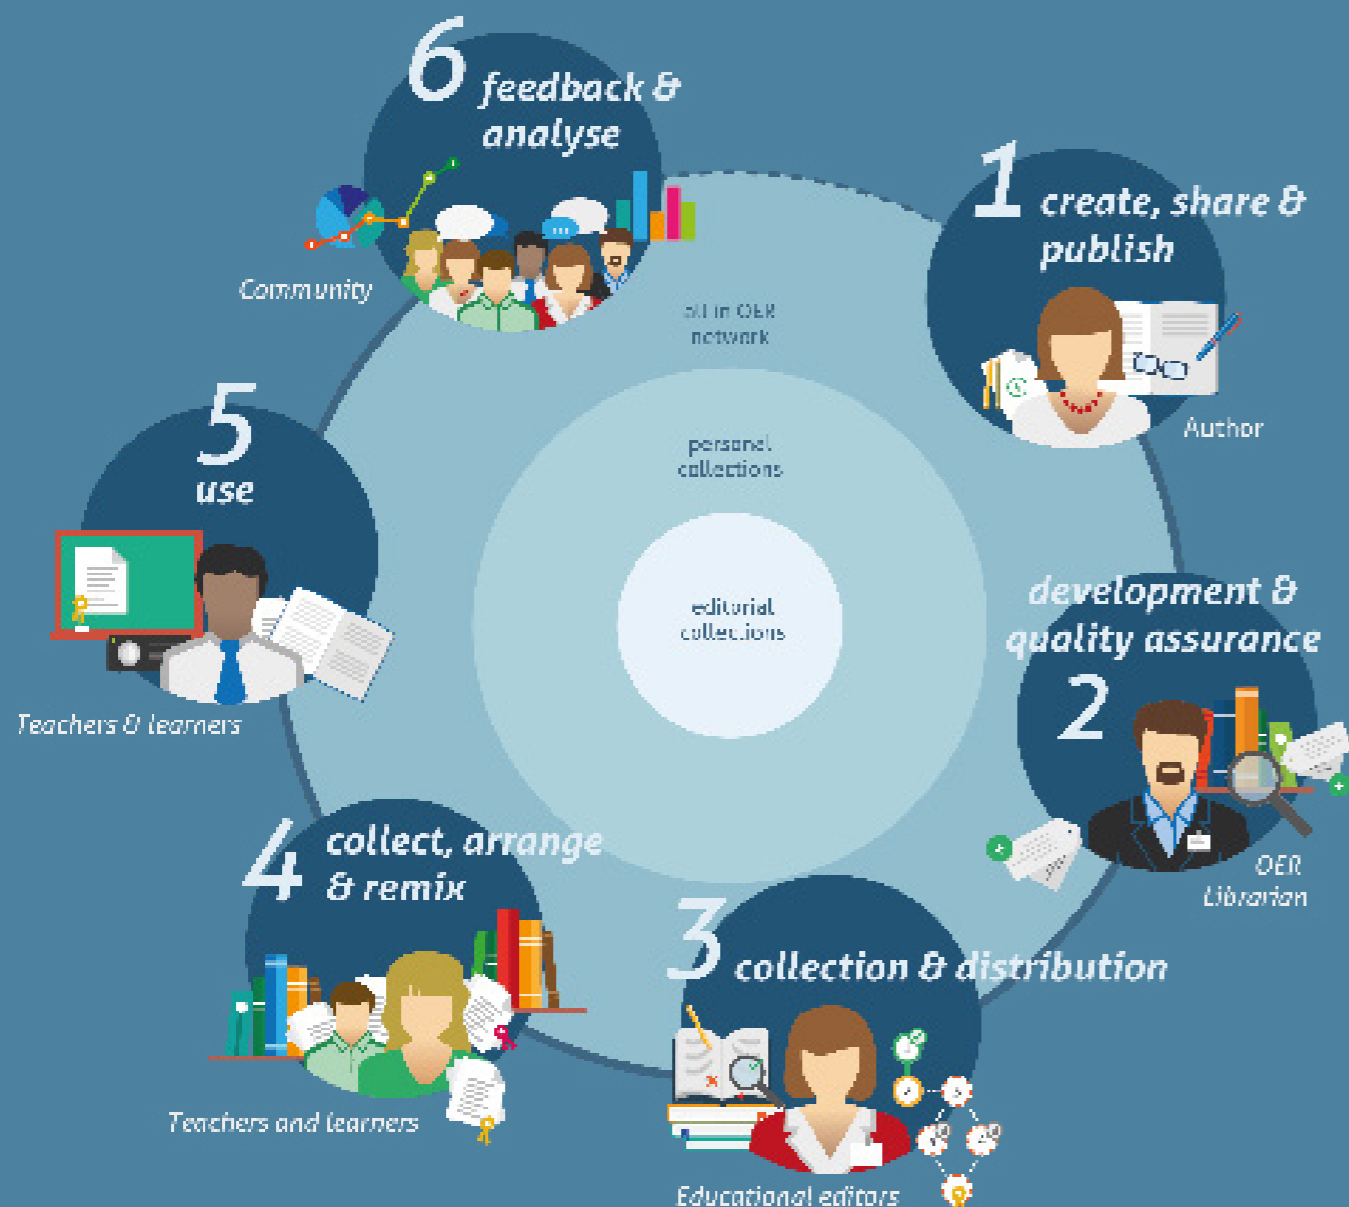 6 feedback &
analyse
Community
1 create, share &
publish
Author
all in OER
network
personal
collections
editorial
collections
5
use
Teachers & learners
development &
quality assurance
2
OER
Librarian
4 collect, arrange
& remix
Teachers and learners
3 collection & distribution
Educational editors